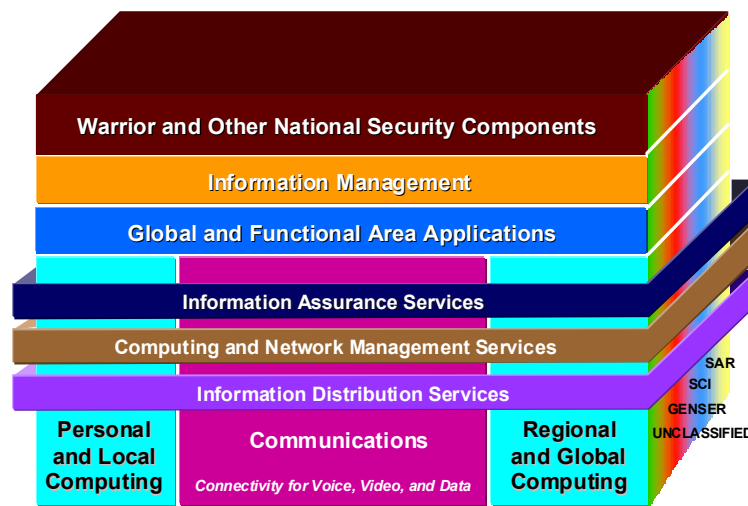 Warrior and Other National Security Components
Information Management
Global and Functional Area Applications
Information Assurance Services
Computing and Network Management Services
Information Distribution Services
SAR
SCI
GENSER
UNCLASSIFIED
Personal
and Local
Computing
Communications
Connectivity for Voice, Video, and Data
Regional
and Global
Computing